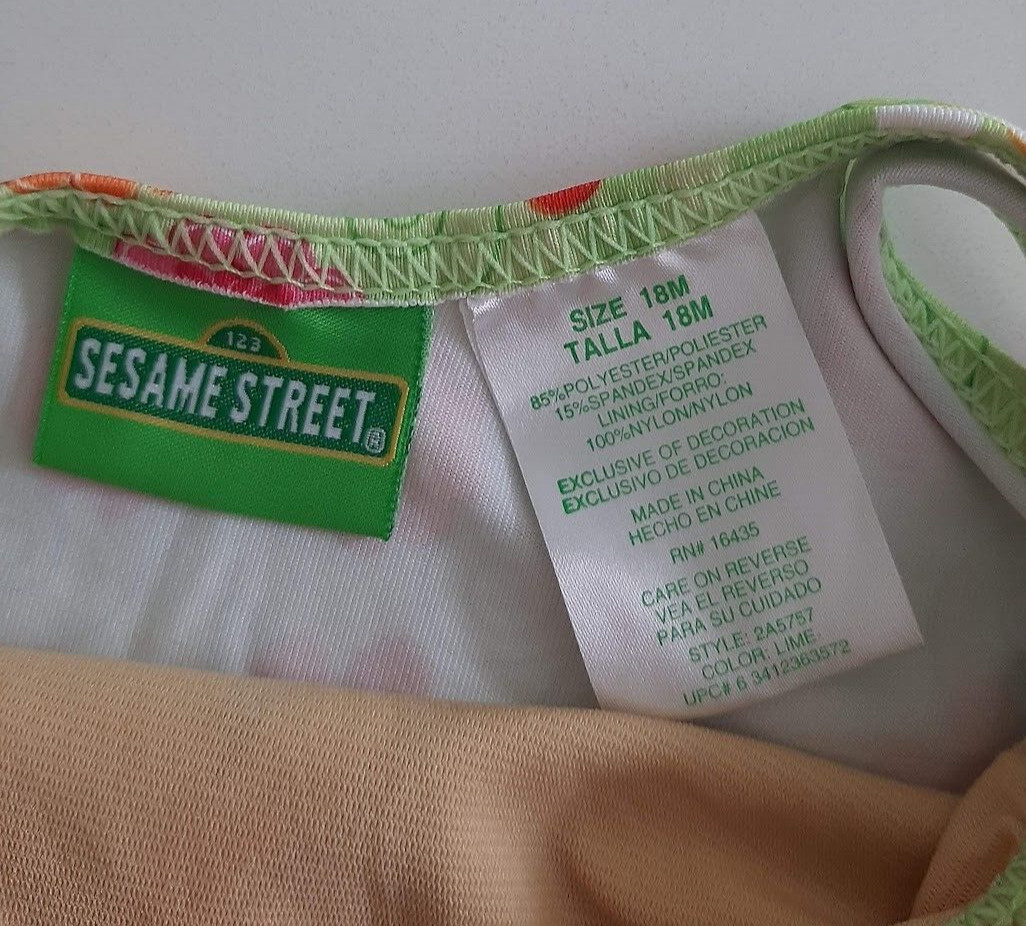 123
SESAME STREET®
SIZE 18M
TALLA 18M
85%POLYESTER/POLIESTER
15%SPANDEX/SPANDEX
LINING/FORRO:
100%NYLON/NYLON
EXCLUSIVE OF DECORATION
EXCLUSIVO DE DECORACION
MADE IN CHINA
HECHO EN CHINE
RN# 16435
CARE ON REVERSE
VEA EL REVERSO
PARA SU CUIDADO
STYLE: 2A5757
COLOR: LIME
UPC# 6 3412363572